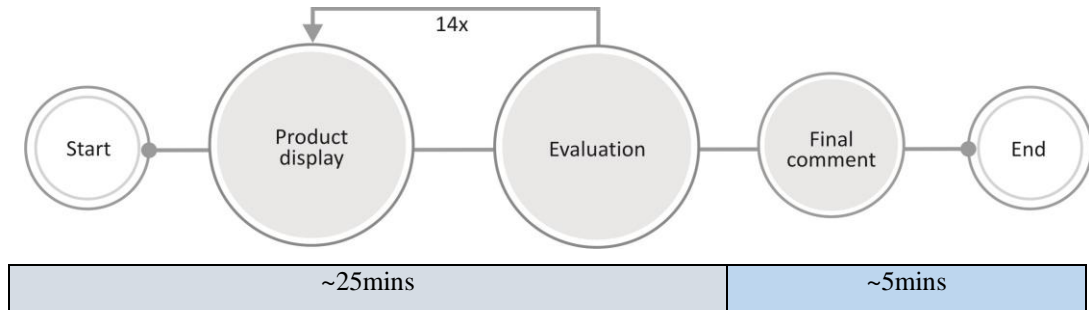 14x
Start
Product
display
Evaluation
Final
comment
End
~25mins
~5mins